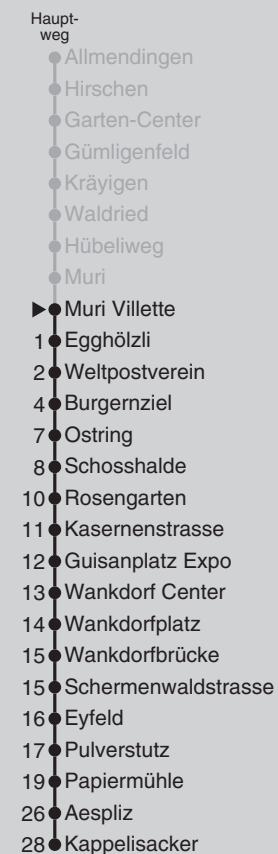 Haupt-
weg
Allmendingen
Hirschen
Garten-Center
Gümligenfeld
Kräyigen
Waldried
Hübeliweg
Muri
Muri Villette
1 Egghölzli
2 Weltpostverein
4 Burgernziel
7 Ostring
8 Schosshalde
10 Rosengarten
11 Kasernenstrasse
12 Guisanplatz Expo
13 Wankdorf Center
14 Wankdorfplatz
15 Wankdorfbrücke
15 Schermenwaldstrasse
16 Eyfeld
17 Pulverstutz
19 Papiermühle
26 Aespliz
28 Kappelisacker